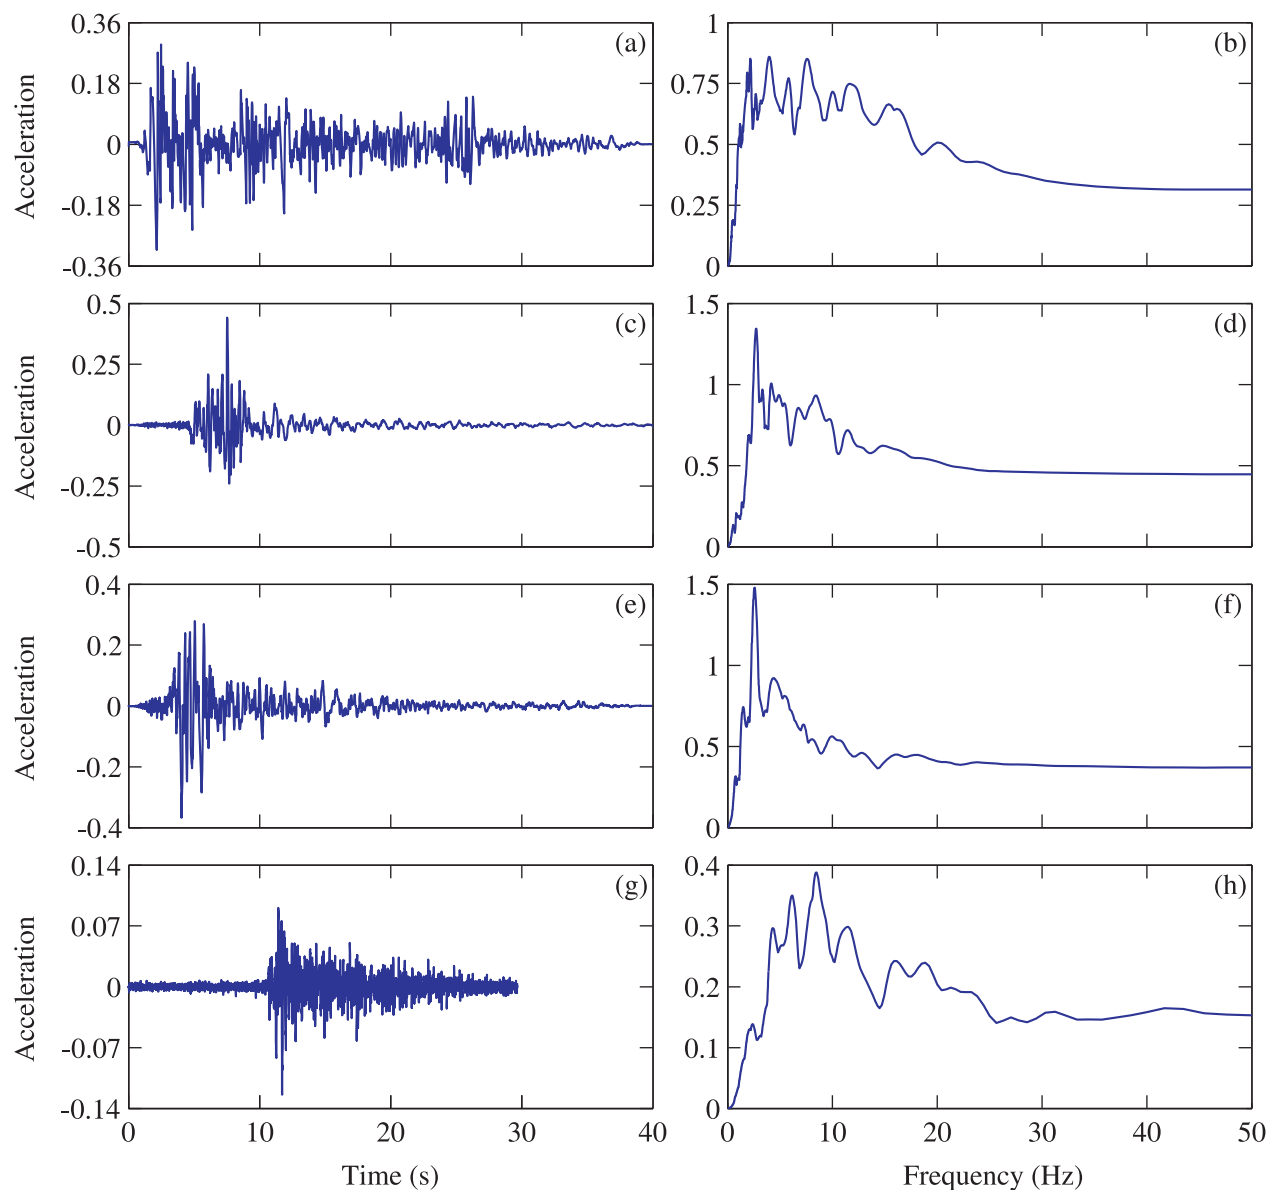 0.36
0.18
0
-0.18
-0.36
Acceleration
(a)
1
0.75
0.5
0.25
0
(b)
0.5
0.25
0
-0.25
-0.5
Acceleration
(c)
1.5
1
0.5
0
(d)
0.4
0.2
0
-0.2
-0.4
Acceleration
(e)
1.5
1
0.5
0
(f)
0.14
0.07
0
-0.07
-0.14
Acceleration
(g)
0 10 20 30 40
Time (s)
0.4
0.3
0.2
0.1
0
(h)
0 10 20 30 40 50
Frequency (Hz)